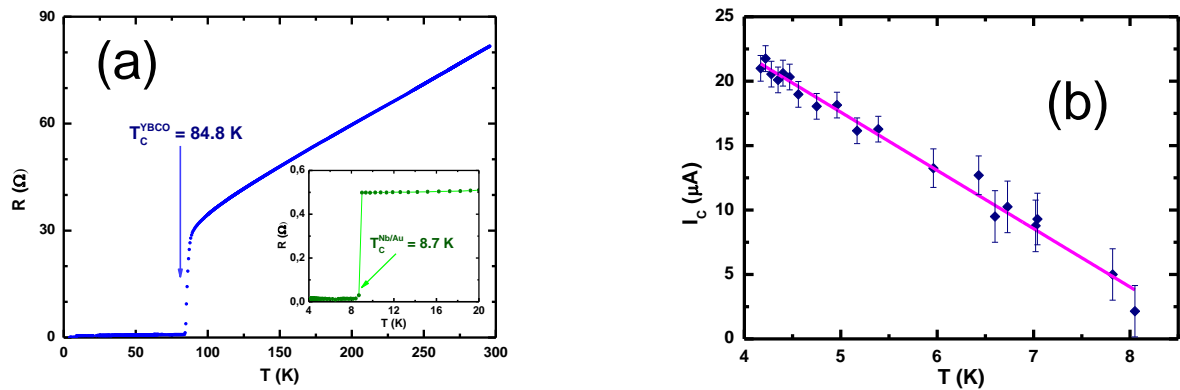 (a)
90
60
30
0
R (Ω)
T_C^YBCO = 84.8 K
0 50 100 150 200 250 300
T (K)
0,6
0,4
0,2
0,0
R (Ω)
T_C^Nb/Au = 8.7 K
4 8 12 16 20
T (K)
(b)
25
20
15
10
5
0
I_C (μA)
4 5 6 7 8
T (K)